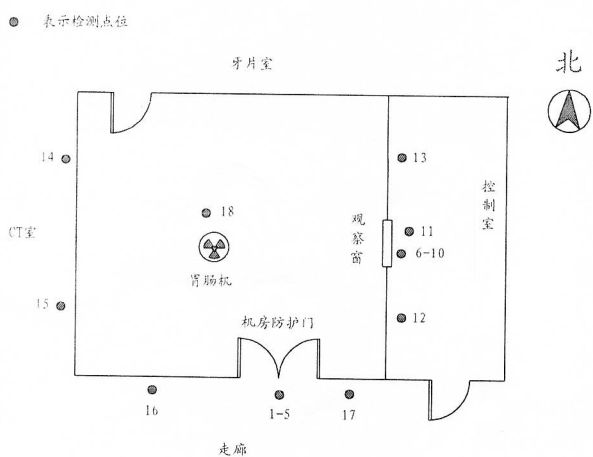 表示检测点位
牙片室
北
14
13
控制室
18
CT室
观察窗
11
6-10
胃肠机
15
机房防护门
12
16
1-5
17
走廊